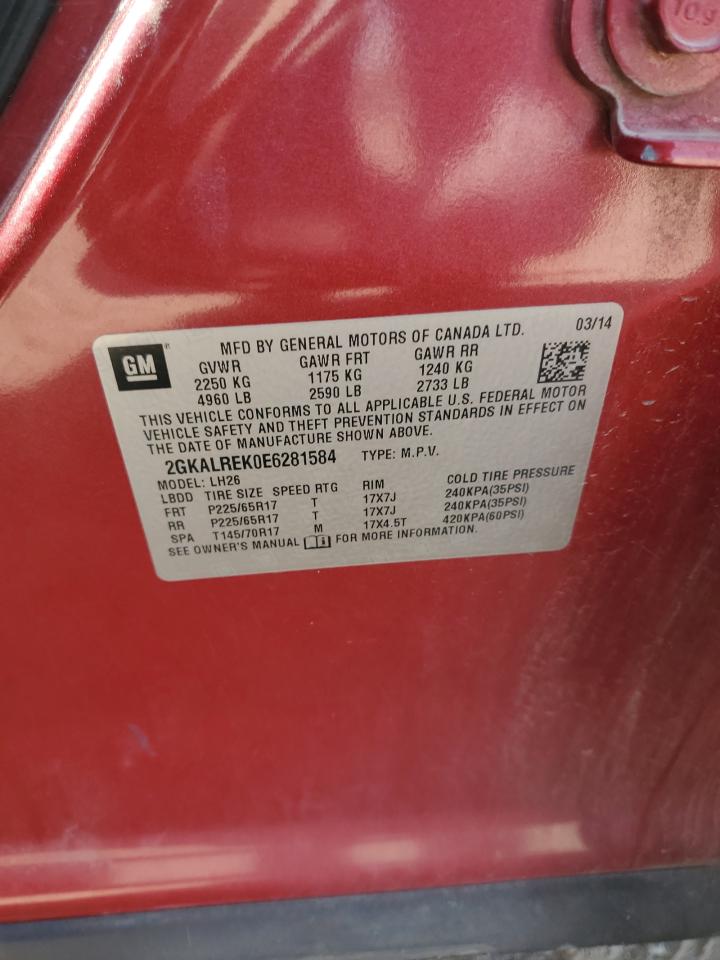 10.9
GM
MFD BY GENERAL MOTORS OF CANADA LTD. 03/14
GVWR GAWR FRT GAWR RR
2250 KG 1175 KG 1240 KG
4960 LB 2590 LB 2733 LB
THIS VEHICLE CONFORMS TO ALL APPLICABLE U.S. FEDERAL MOTOR
VEHICLE SAFETY AND THEFT PREVENTION STANDARDS IN EFFECT ON
THE DATE OF MANUFACTURE SHOWN ABOVE.
2GKALREK0E6281584 TYPE: M.P.V.
MODEL: LH26
LBDD TIRE SIZE SPEED RTG RIM COLD TIRE PRESSURE
FRT P225/65R17 T 17X7J 240KPA(35PSI)
RR P225/65R17 T 17X7J 240KPA(35PSI)
SPA T145/70R17 M 17X4.5T 420KPA(60PSI)
SEE OWNER'S MANUAL FOR MORE INFORMATION.